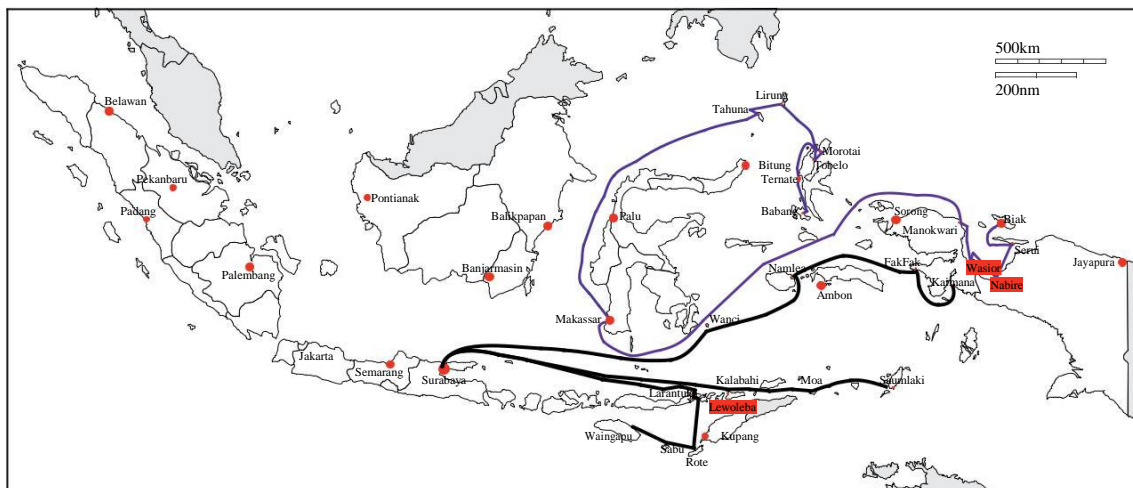 500km
200nm
Belawan
Lirung
Tahuna
Morotai
Tobelo
Bitung
Ternate
Pekanbaru
Pontianak
Padang
Balikpapan
Palu
Babang
Sorong
Manokwari
Biak
Serui
Palembang
Banjarmasin
Namlea
FakFak
Wasior
Jayapura
Kaimana
Nabire
Ambon
Makassar
Wanci
Jakarta
Semarang
Surabaya
Kalabahi
Moa
Saumlaki
Larantuka
Lewoleba
Waingapu
Kupang
Sabu
Rote